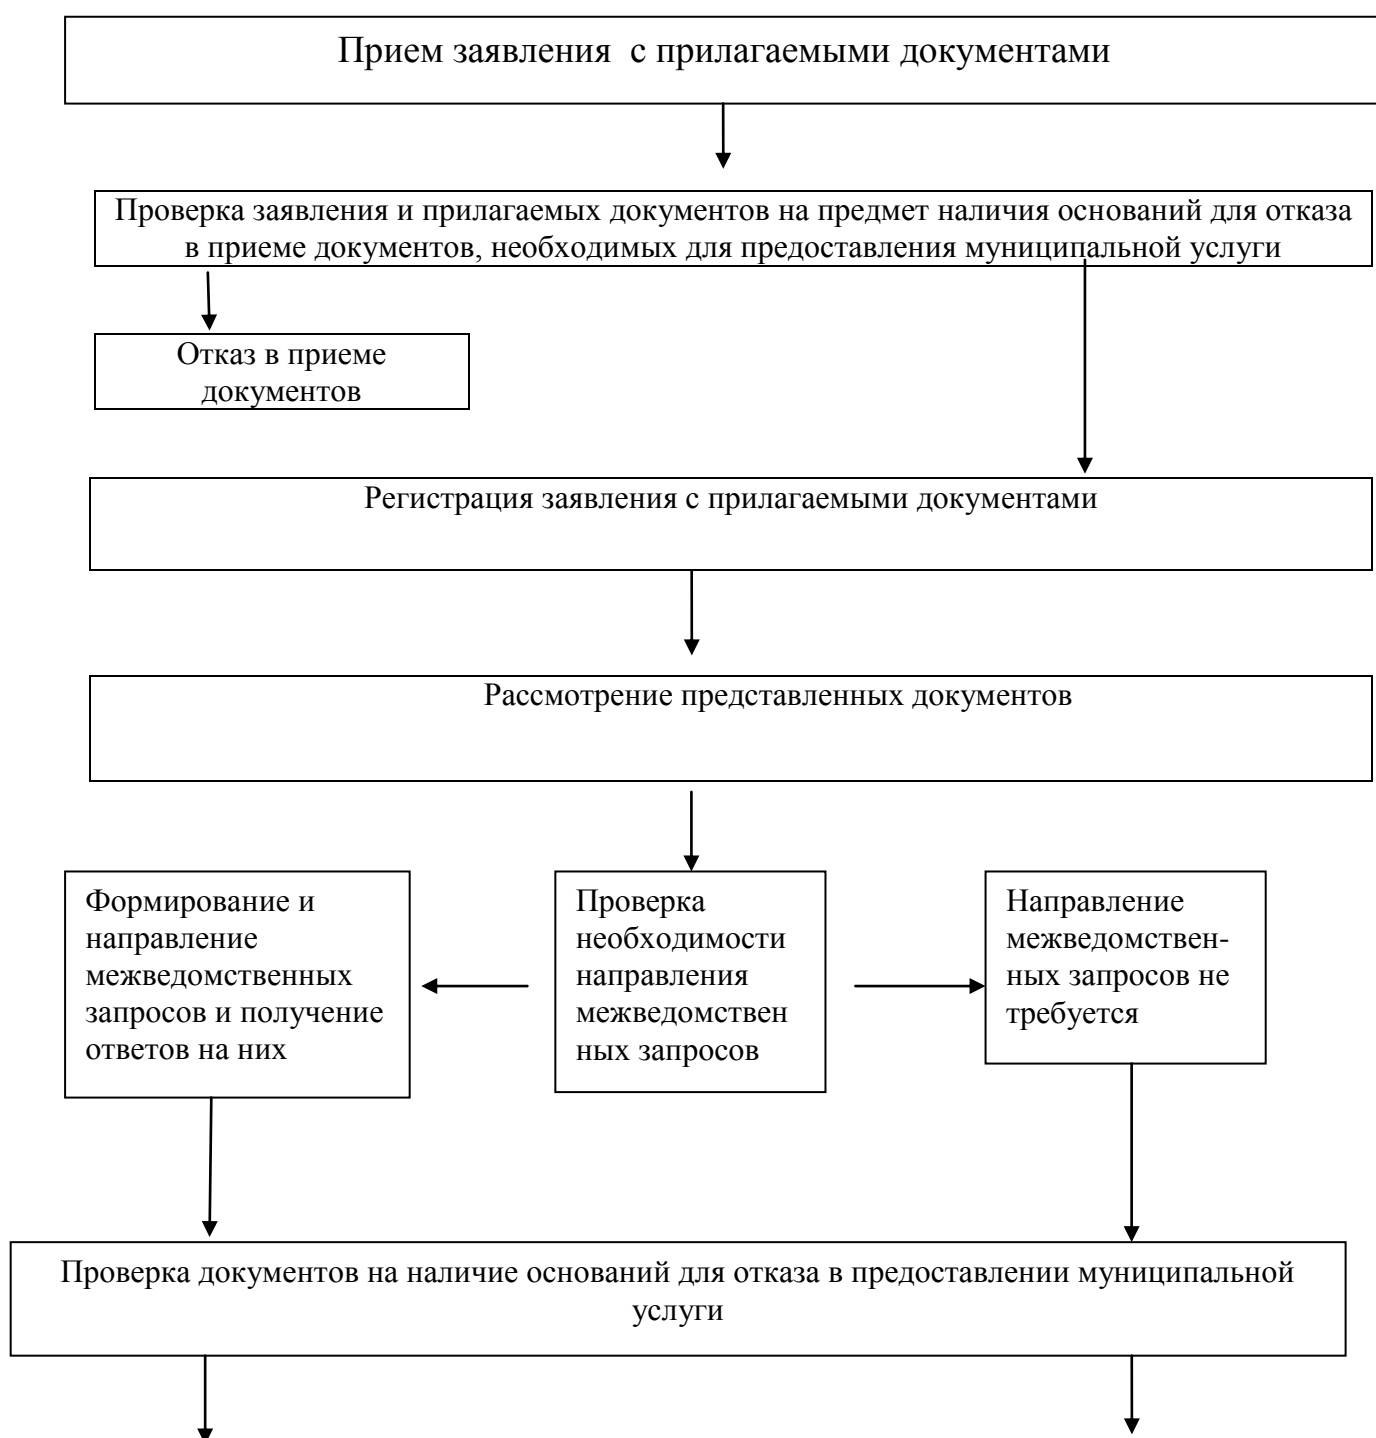 Прием заявления с прилагаемыми документами
Проверка заявления и прилагаемых документов на предмет наличия оснований для отказа
в приеме документов, необходимых для предоставления муниципальной услуги
Отказ в приеме
документов
Регистрация заявления с прилагаемыми документами
Рассмотрение представленных документов
Формирование и
направление
межведомственных
запросов и получение
ответов на них
Проверка
необходимости
направления
межведомствен
ных запросов
Направление
межведомствен-
ных запросов не
требуется
Проверка документов на наличие оснований для отказа в предоставлении муниципальной
услуги